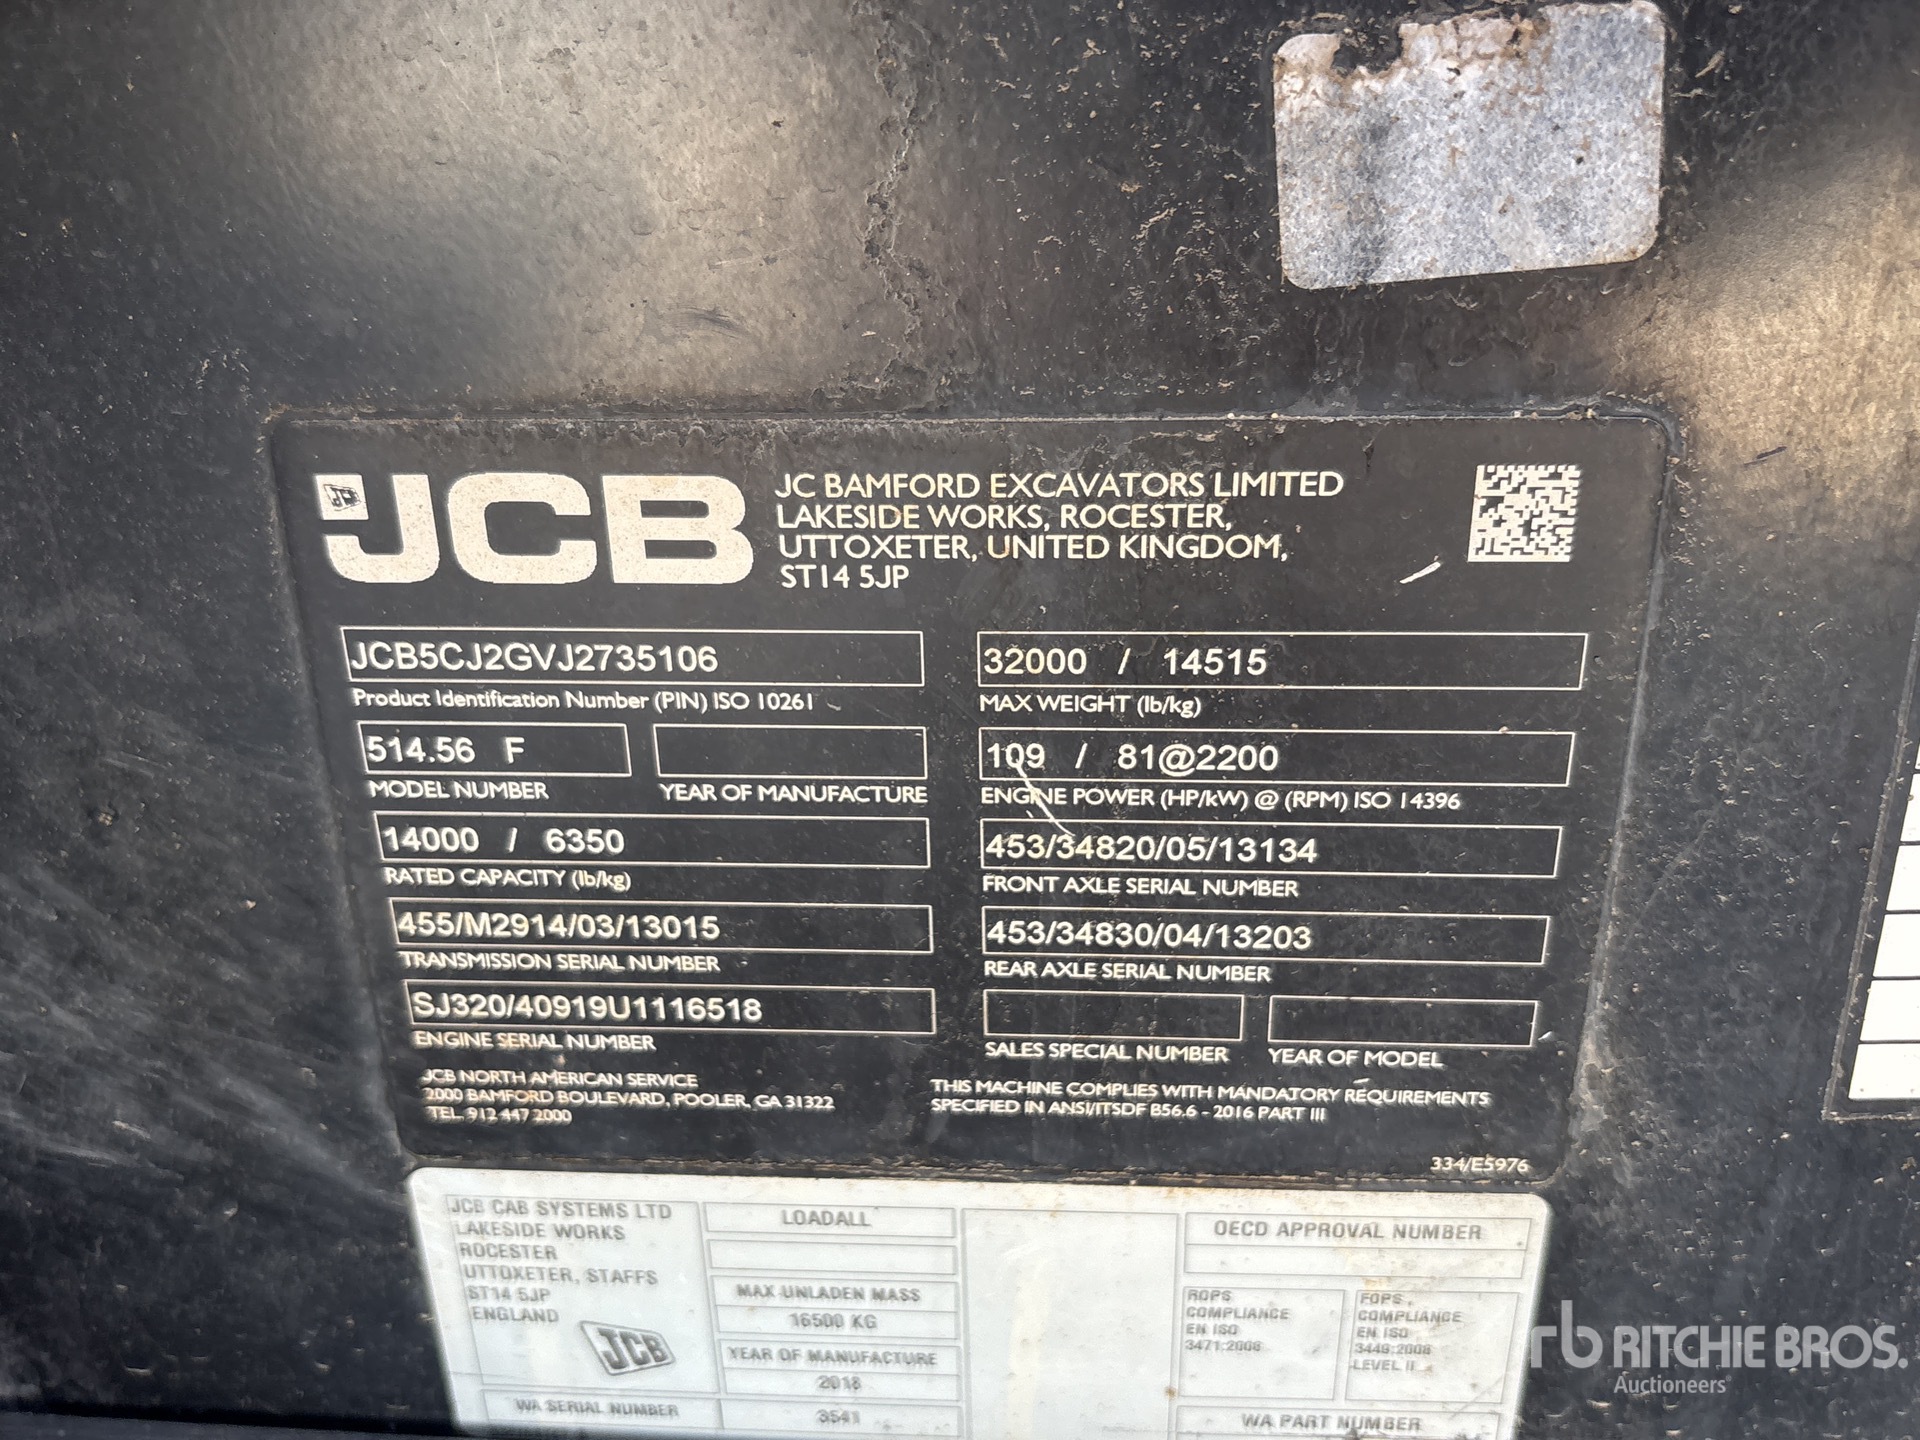 JCB
JC BAMFORD EXCAVATORS LIMITED
LAKESIDE WORKS, ROCESTER,
UTTOXETER, UNITED KINGDOM,
ST14 5JP
JCB5CJ2GVJ2735106
Product Identification Number (PIN) ISO 10261
514.56 F
MODEL NUMBER
YEAR OF MANUFACTURE
14000 / 6350
RATED CAPACITY (lb/kg)
455/M2914/03/13015
TRANSMISSION SERIAL NUMBER
SJ320/40919U1116518
ENGINE SERIAL NUMBER
32000 / 14515
MAX WEIGHT (lb/kg)
109 / 81@2200
ENGINE POWER (HP/kW) @ (RPM) ISO 14396
453/34820/05/13134
FRONT AXLE SERIAL NUMBER
453/34830/04/13203
REAR AXLE SERIAL NUMBER
SALES SPECIAL NUMBER
YEAR OF MODEL
JCB NORTH AMERICAN SERVICE
2000 BAMFORD BOULEVARD, POOLER, GA 31322
TEL. 912 447 2000
THIS MACHINE COMPLIES WITH MANDATORY REQUIREMENTS
SPECIFIED IN ANSI/ITSDF B56.6 - 2016 PART III
334/E5976
JCB CAB SYSTEMS LTD
LAKESIDE WORKS
ROCESTER
UTTOXETER, STAFFS
ST14 5JP
ENGLAND
JCB
WA SERIAL NUMBER
LOADALL
MAX UNLADEN MASS
16500 KG
YEAR OF MANUFACTURE
2018
3541
OECD APPROVAL NUMBER
ROPS
COMPLIANCE
EN ISO
3471:2008
FOPS
COMPLIANCE
EN ISO
3449:2008
LEVEL II
WA PART NUMBER
rb RITCHIE BROS.
Auctioneers